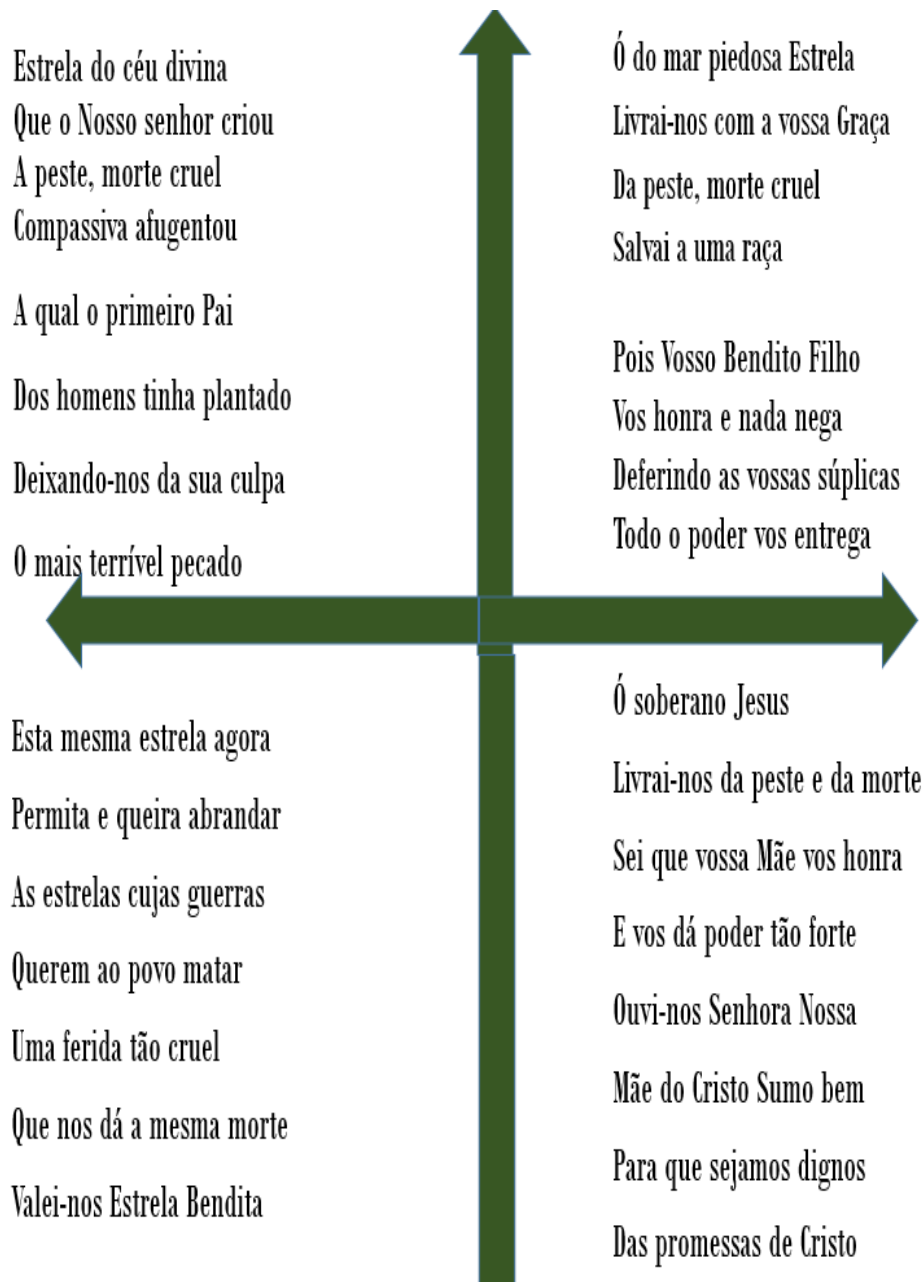 Estrela do céu divina
Que o Nosso senhor criou
A peste, morte cruel
Compassiva afugentou
A qual o primeiro Pai
Dos homens tinha plantado
Deixando-nos da sua culpa
O mais terrível pecado
Esta mesma estrela agora
Permita e queira abrandar
As estrelas cujas guerras
Querem ao povo matar
Uma ferida tão cruel
Que nos dá a mesma morte
Valei-nos Estrela Bendita
Ó do mar piedosa Estrela
Livrai-nos com a vossa Graça
Da peste, morte cruel
Salvai a uma raça
Pois Vosso Bendito Filho
Vos honra e nada nega
Deferindo as vossas súplicas
Todo o poder vos entrega
Ó soberano Jesus
Livrai-nos da peste e da morte
Sei que vossa Mãe vos honra
E vos dá poder tão forte
Ouvi-nos Senhora Nossa
Mãe do Cristo Sumo bem
Para que sejamos dignos
Das promessas de Cristo